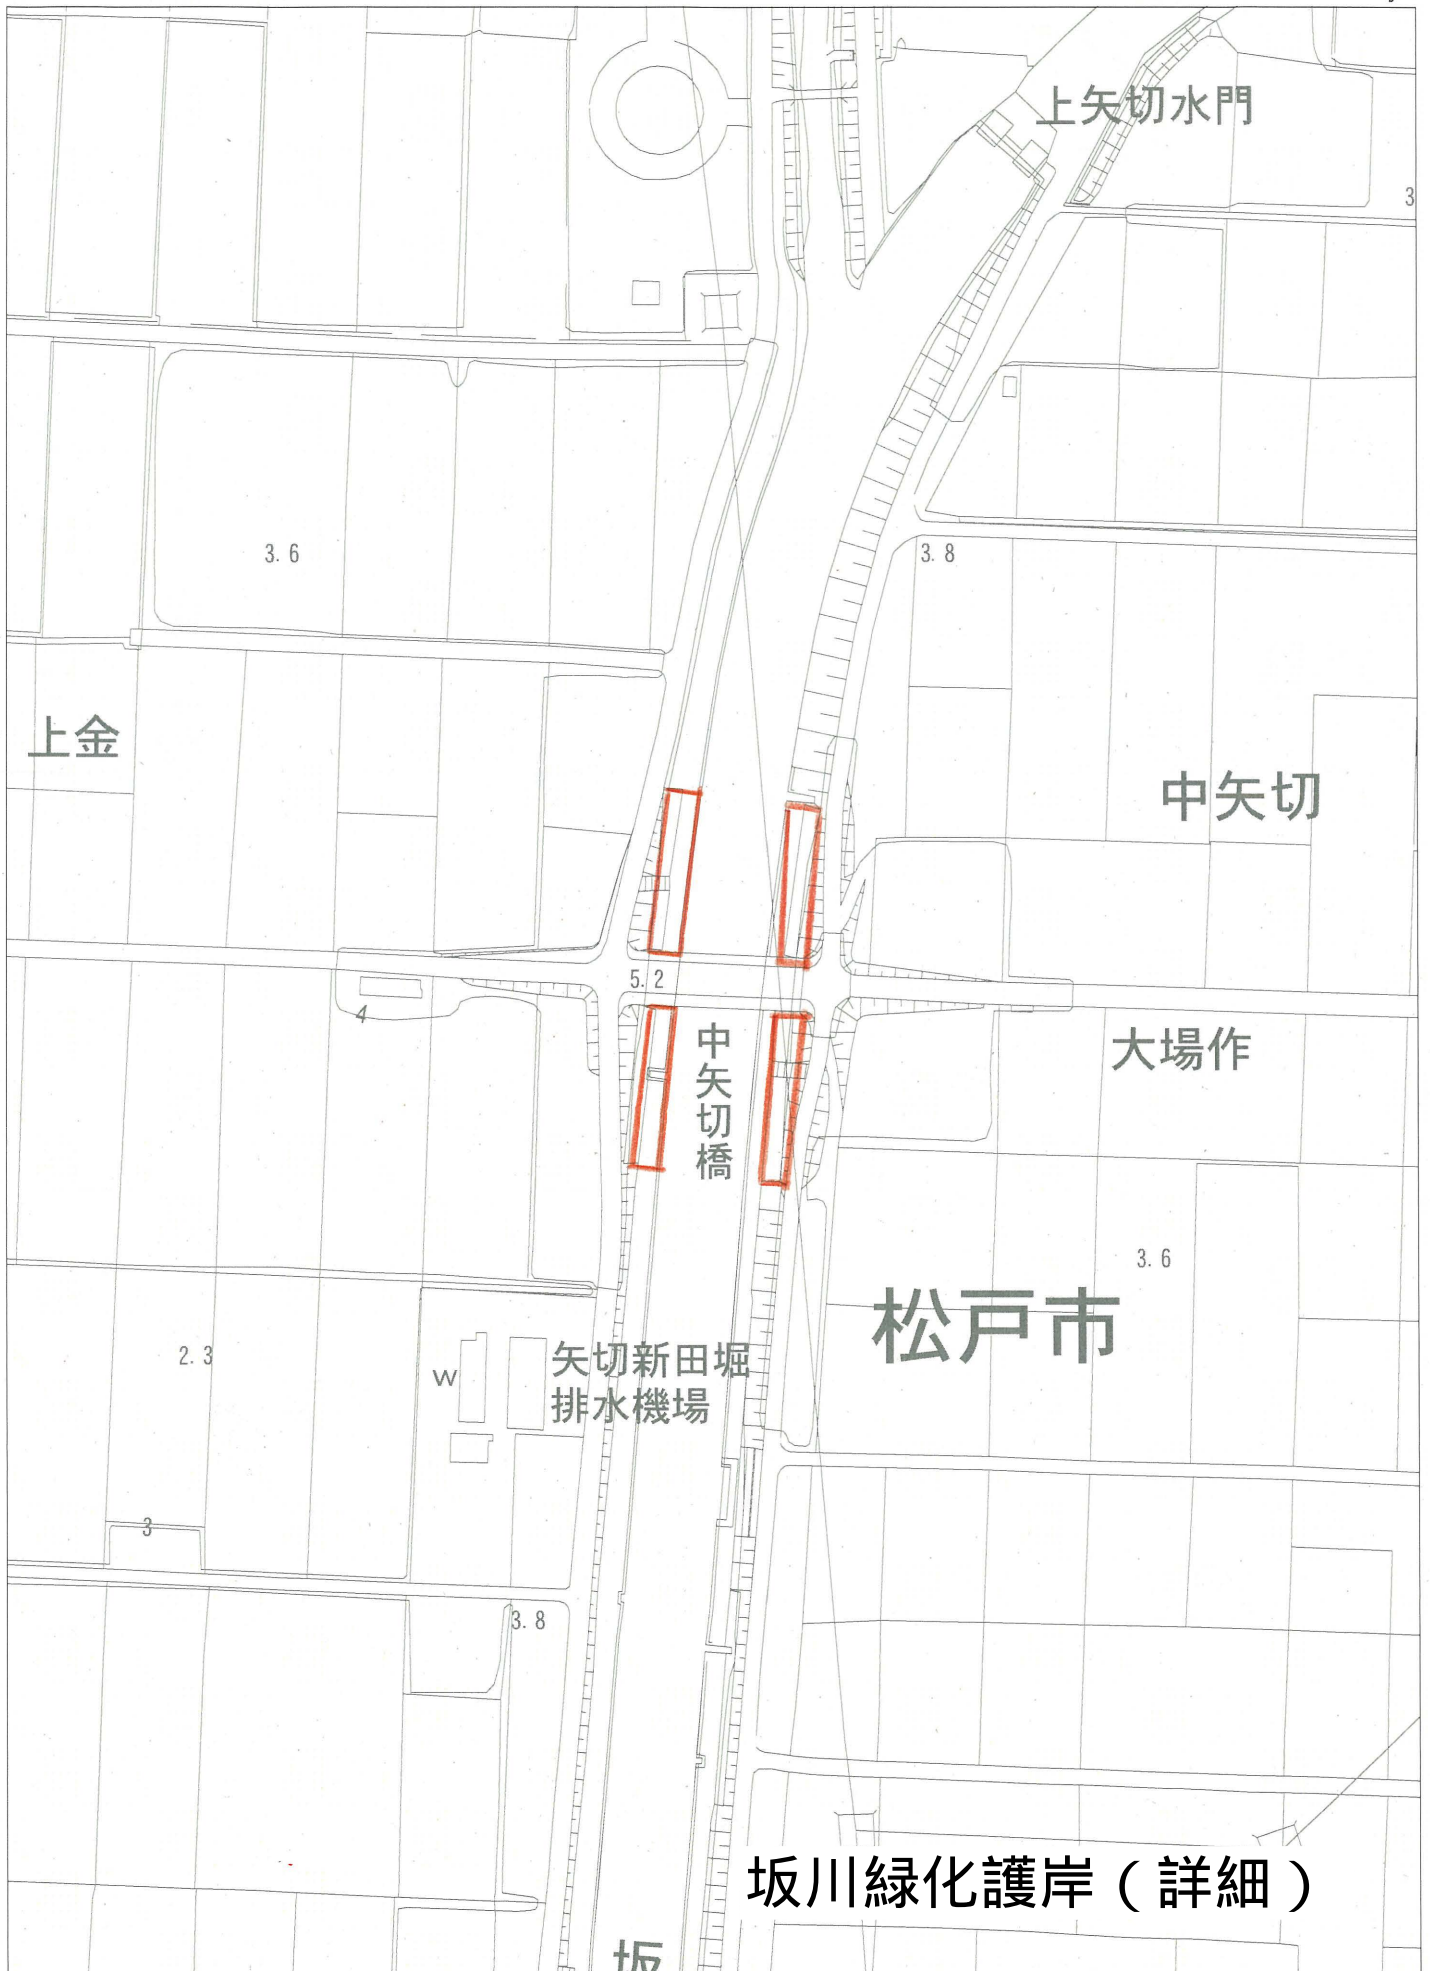 上矢切水門
3
3.6
3.8
上金
中矢切
5.2
4
中矢切橋
大場作
3.6
松戸市
2.3
W
矢切新田堀
排水機場
3
3.8
坂川緑化護岸（詳細）
坂